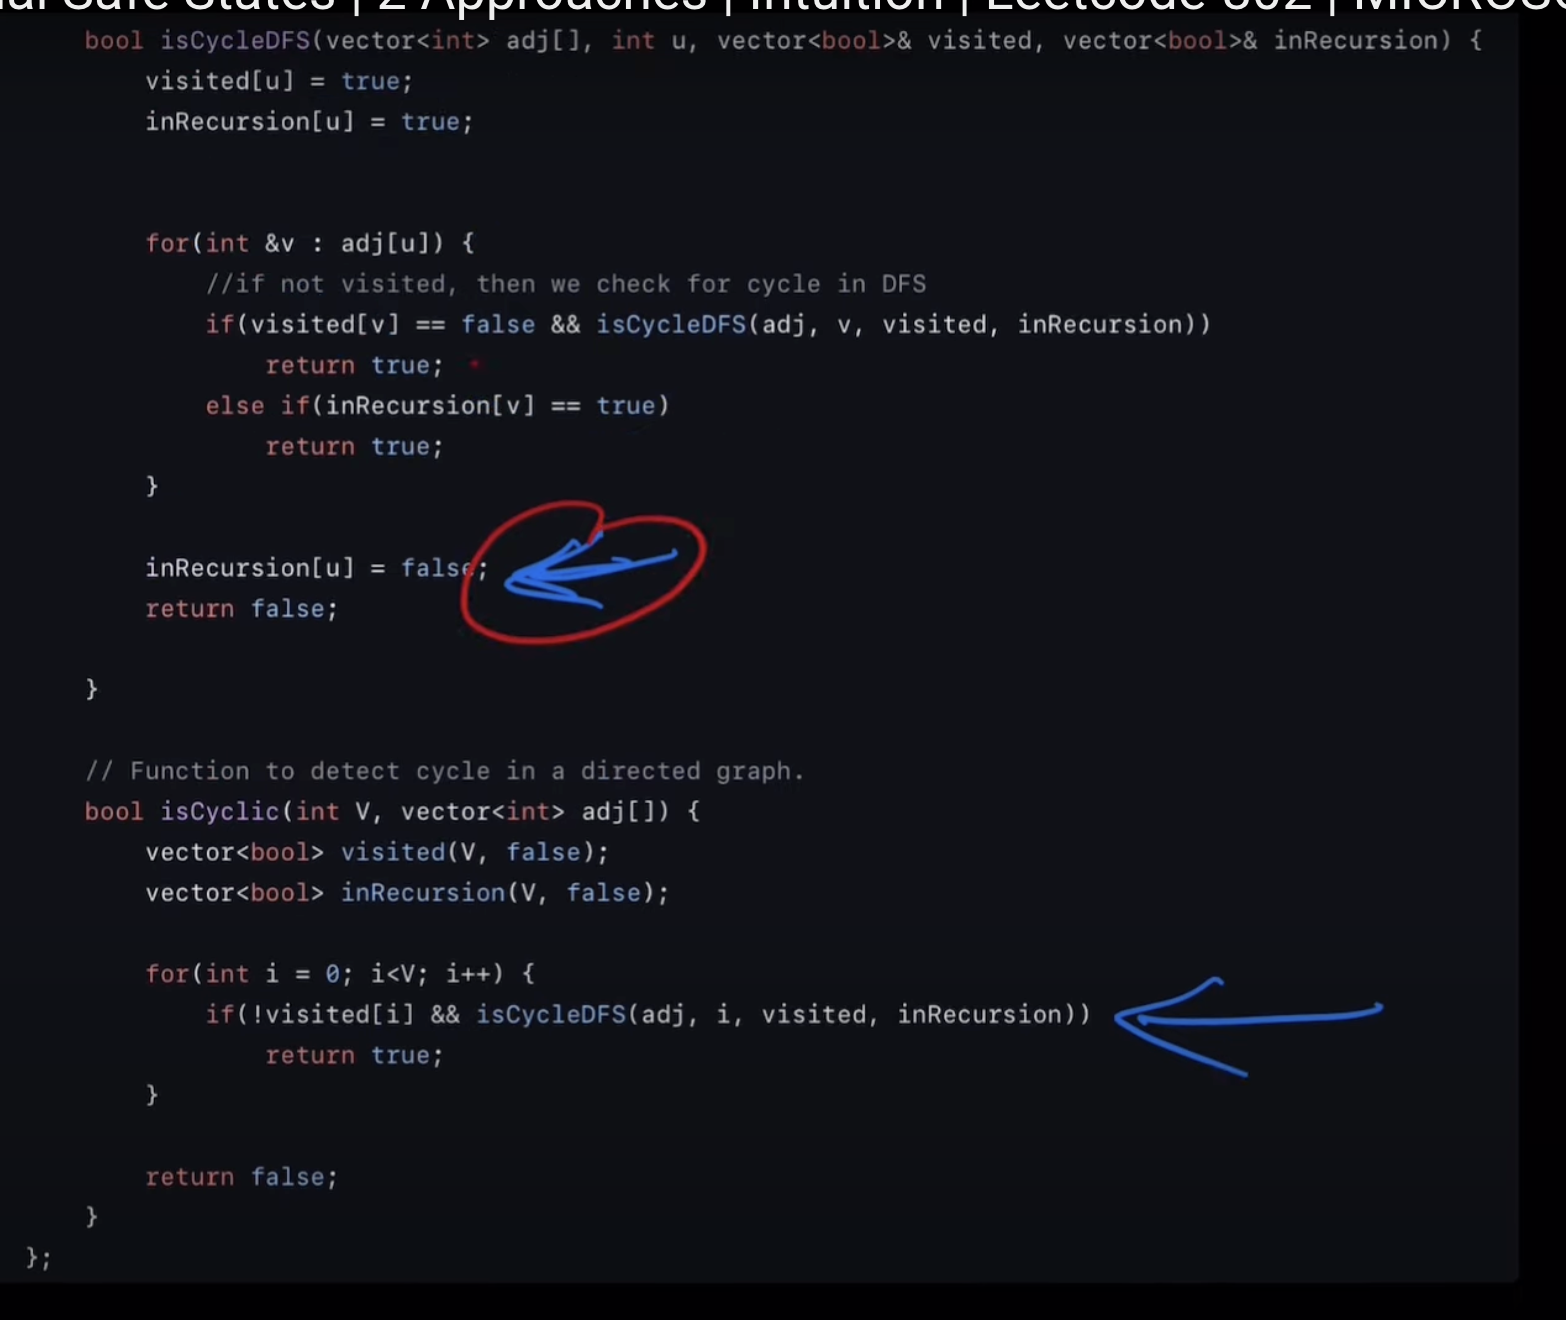 nal Safe States | 2 Approaches | Intuition | Leetcode 802 | MICROSO
bool isCycleDFS(vector<int> adj[], int u, vector<bool>& visited, vector<bool>& inRecursion) {
visited[u] = true;
inRecursion[u] = true;
for(int &v : adj[u]) {
//if not visited, then we check for cycle in DFS
if(visited[v] == false && isCycleDFS(adj, v, visited, inRecursion))
return true;
else if(inRecursion[v] == true)
return true;
}
inRecursion[u] = false;
return false;
}
// Function to detect cycle in a directed graph.
bool isCyclic(int V, vector<int> adj[]) {
vector<bool> visited(V, false);
vector<bool> inRecursion(V, false);
for(int i = 0; i<V; i++) {
if(!visited[i] && isCycleDFS(adj, i, visited, inRecursion))
return true;
}
return false;
}
};